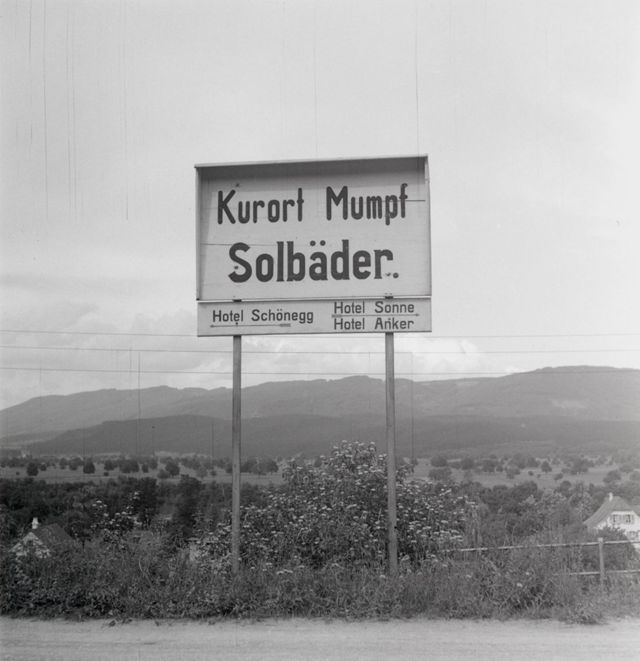 Kurort Mumpf
Solbäder.
Hotel Schönegg
Hotel Sonne
Hotel Anker